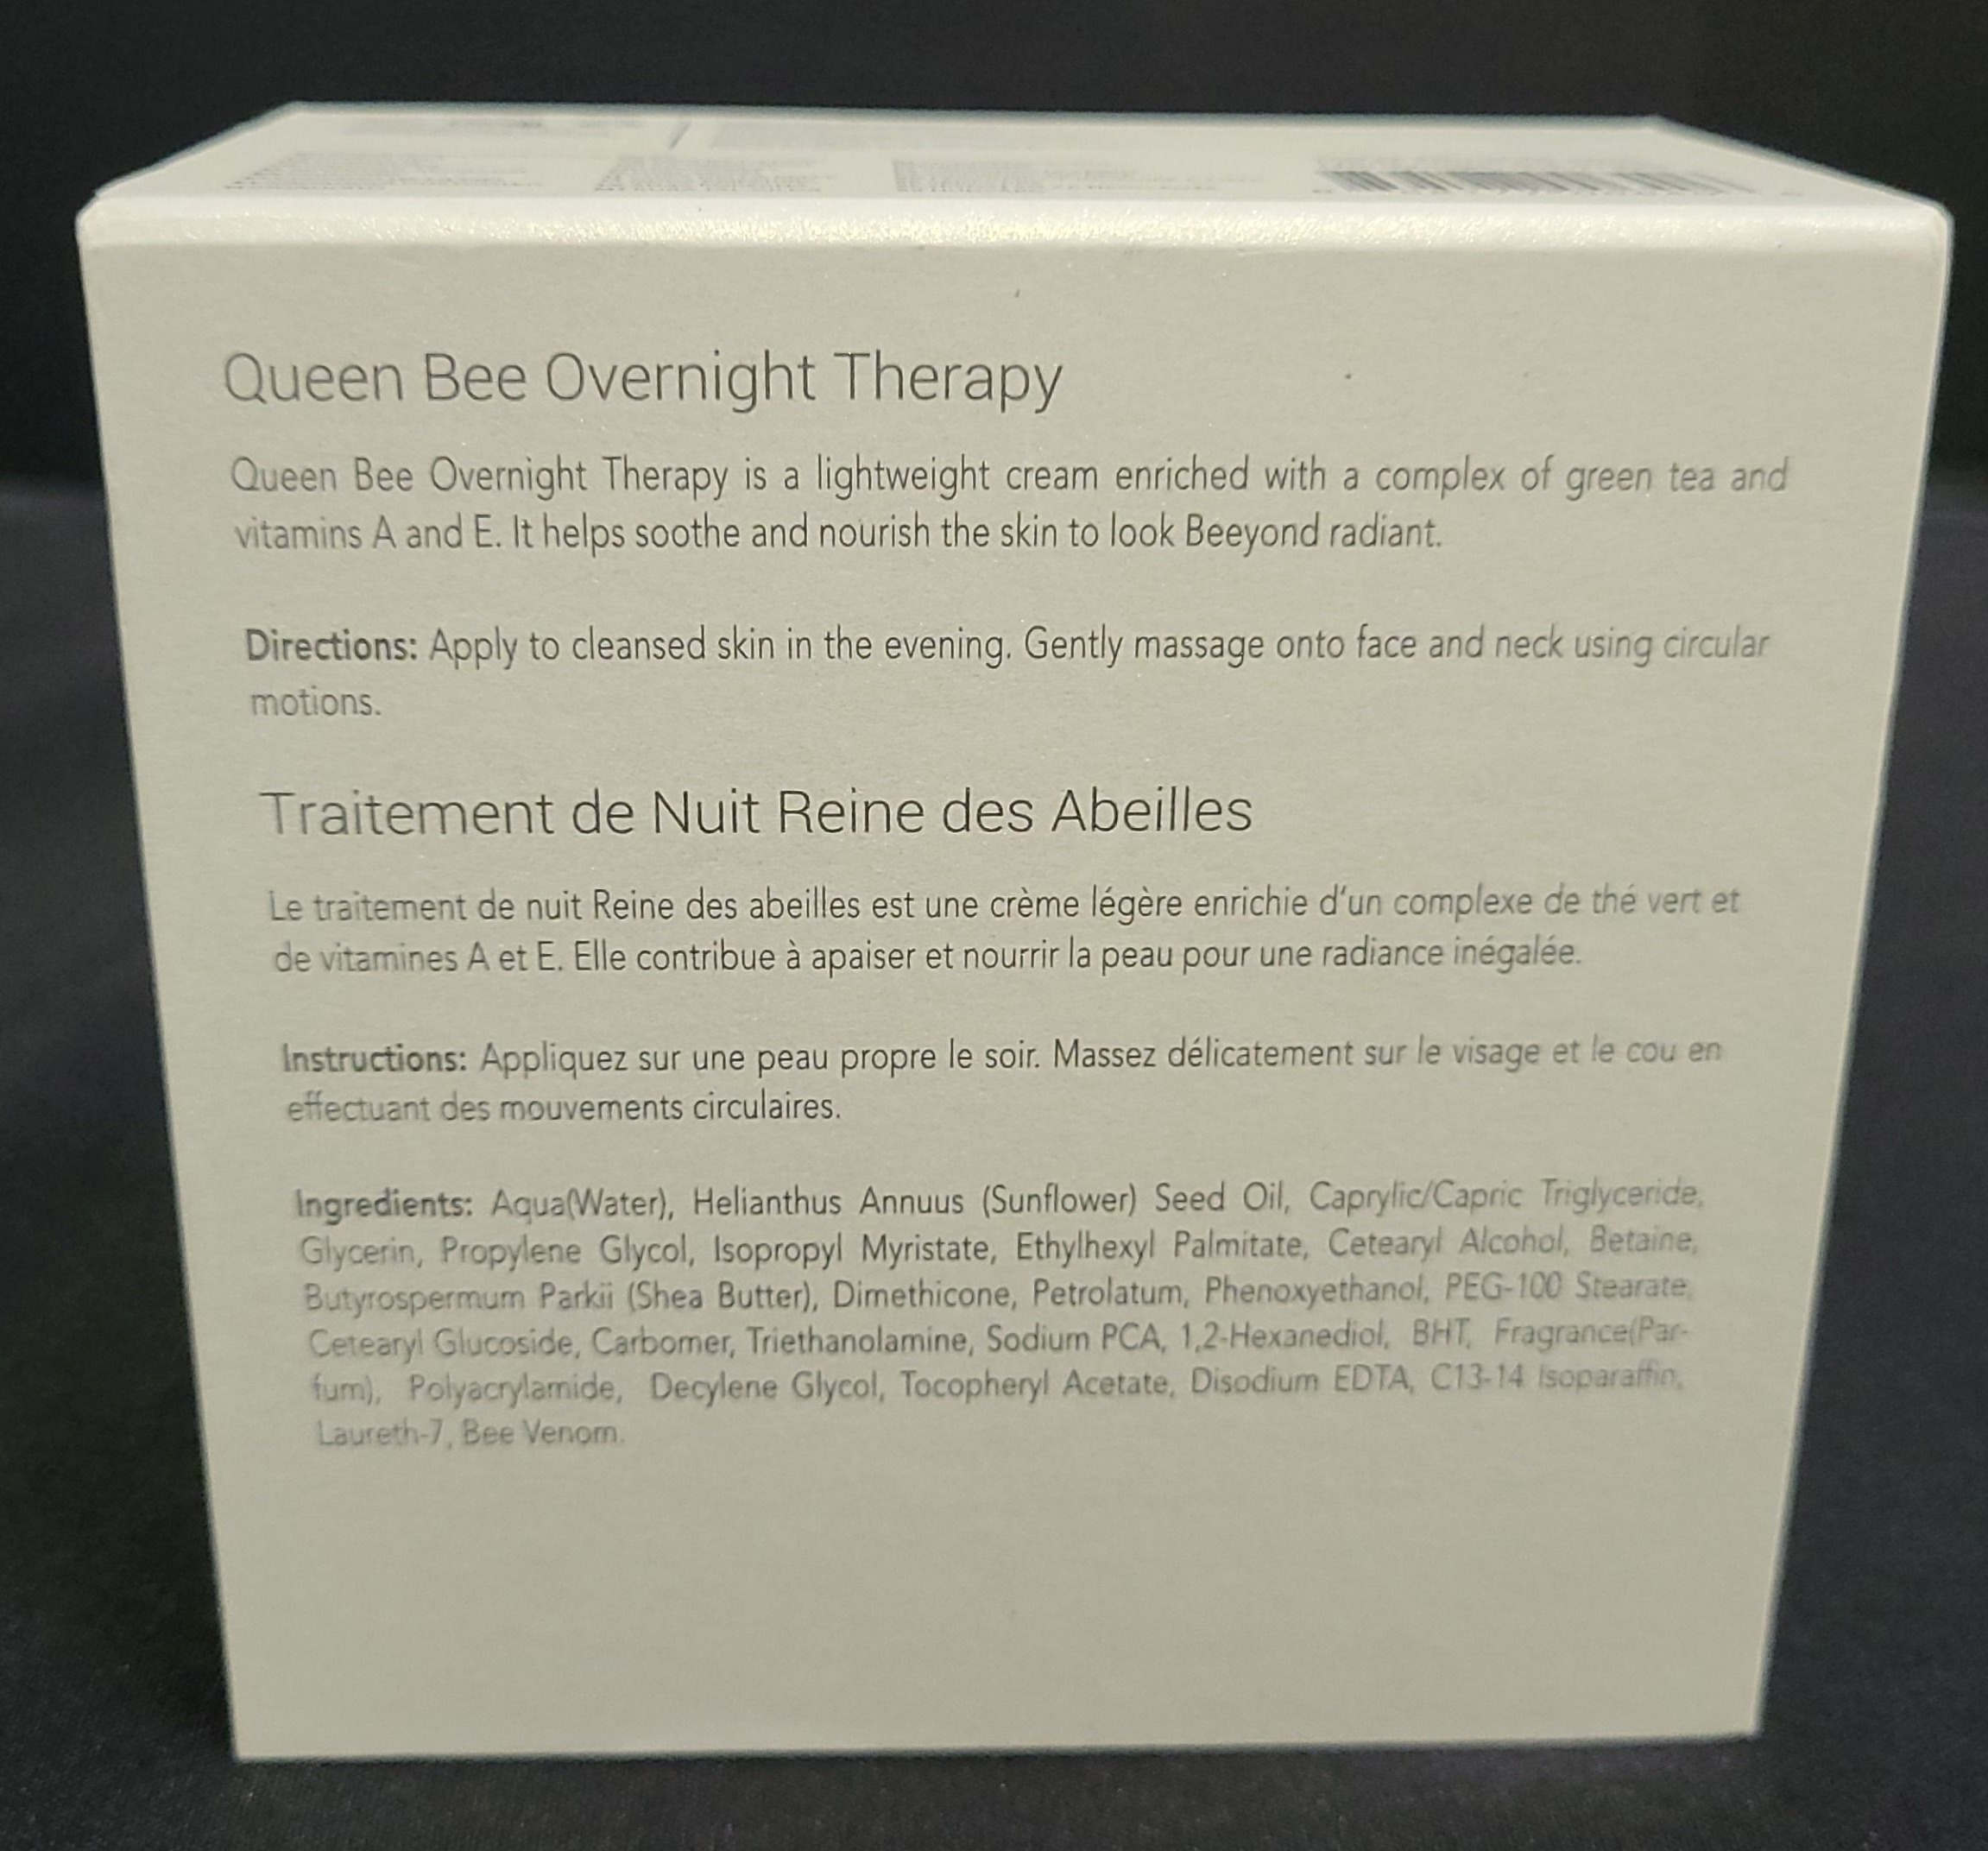 Queen Bee Overnight Therapy
Queen Bee Overnight Therapy is a lightweight cream enriched with a complex of green tea and
vitamins A and E. It helps soothe and nourish the skin to look Beeyond radiant.
Directions: Apply to cleansed skin in the evening. Gently massage onto face and neck using circular
motions.
Traitement de Nuit Reine des Abeilles
Le traitement de nuit Reine des abeilles est une crème légère enrichie d'un complexe de thé vert et
de vitamines A et E. Elle contribue à apaiser et nourrir la peau pour une radiance inégalée.
Instructions: Appliquez sur une peau propre le soir. Massez délicatement sur le visage et le cou en
effectuant des mouvements circulaires.
Ingredients: Aqua(Water), Helianthus Annuus (Sunflower) Seed Oil, Caprylic/Capric Triglyceride,
Glycerin, Propylene Glycol, Isopropyl Myristate, Ethylhexyl Palmitate, Cetearyl Alcohol, Betaine,
Butyrospermum Parkii (Shea Butter), Dimethicone, Petrolatum, Phenoxyethanol, PEG-100 Stearate,
Cetearyl Glucoside, Carbomer, Triethanolamine, Sodium PCA, 1,2-Hexanediol, BHT, Fragrance(Par-
fum), Polyacrylamide, Decylene Glycol, Tocopheryl Acetate, Disodium EDTA, C13-14 Isoparaffin,
Laureth-7, Bee Venom.